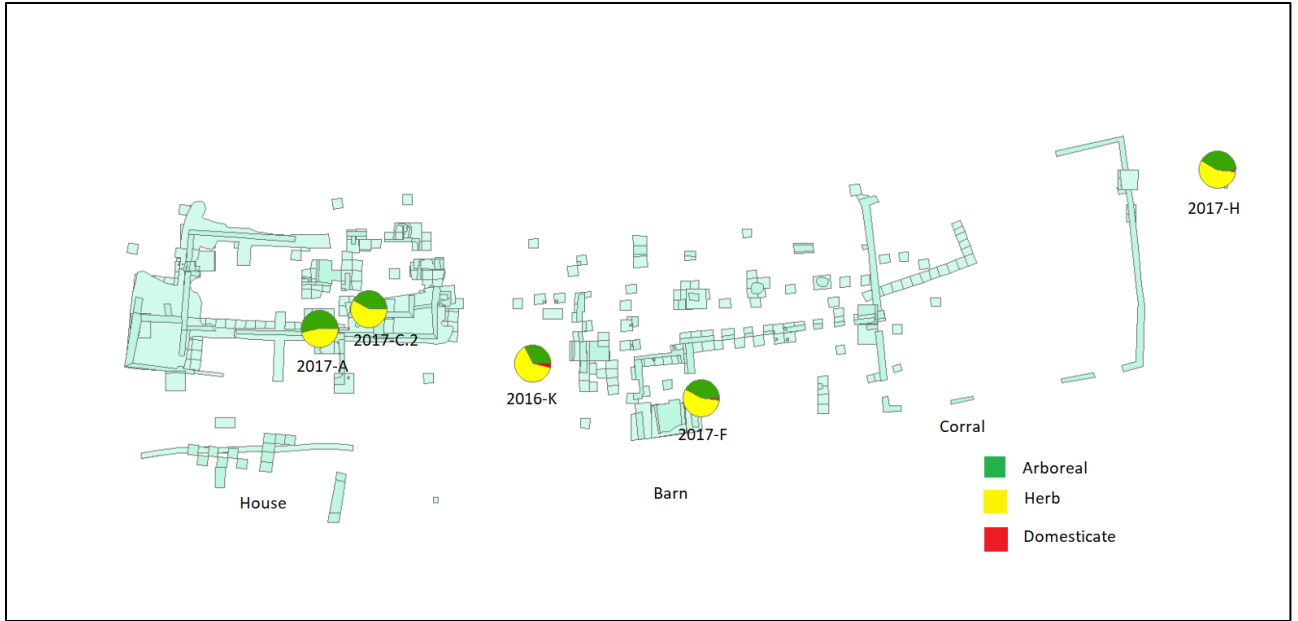 2017-H
2017-C.2
2017-A
2016-K
2017-F
Corral
Barn
House
Arboreal
Herb
Domesticate